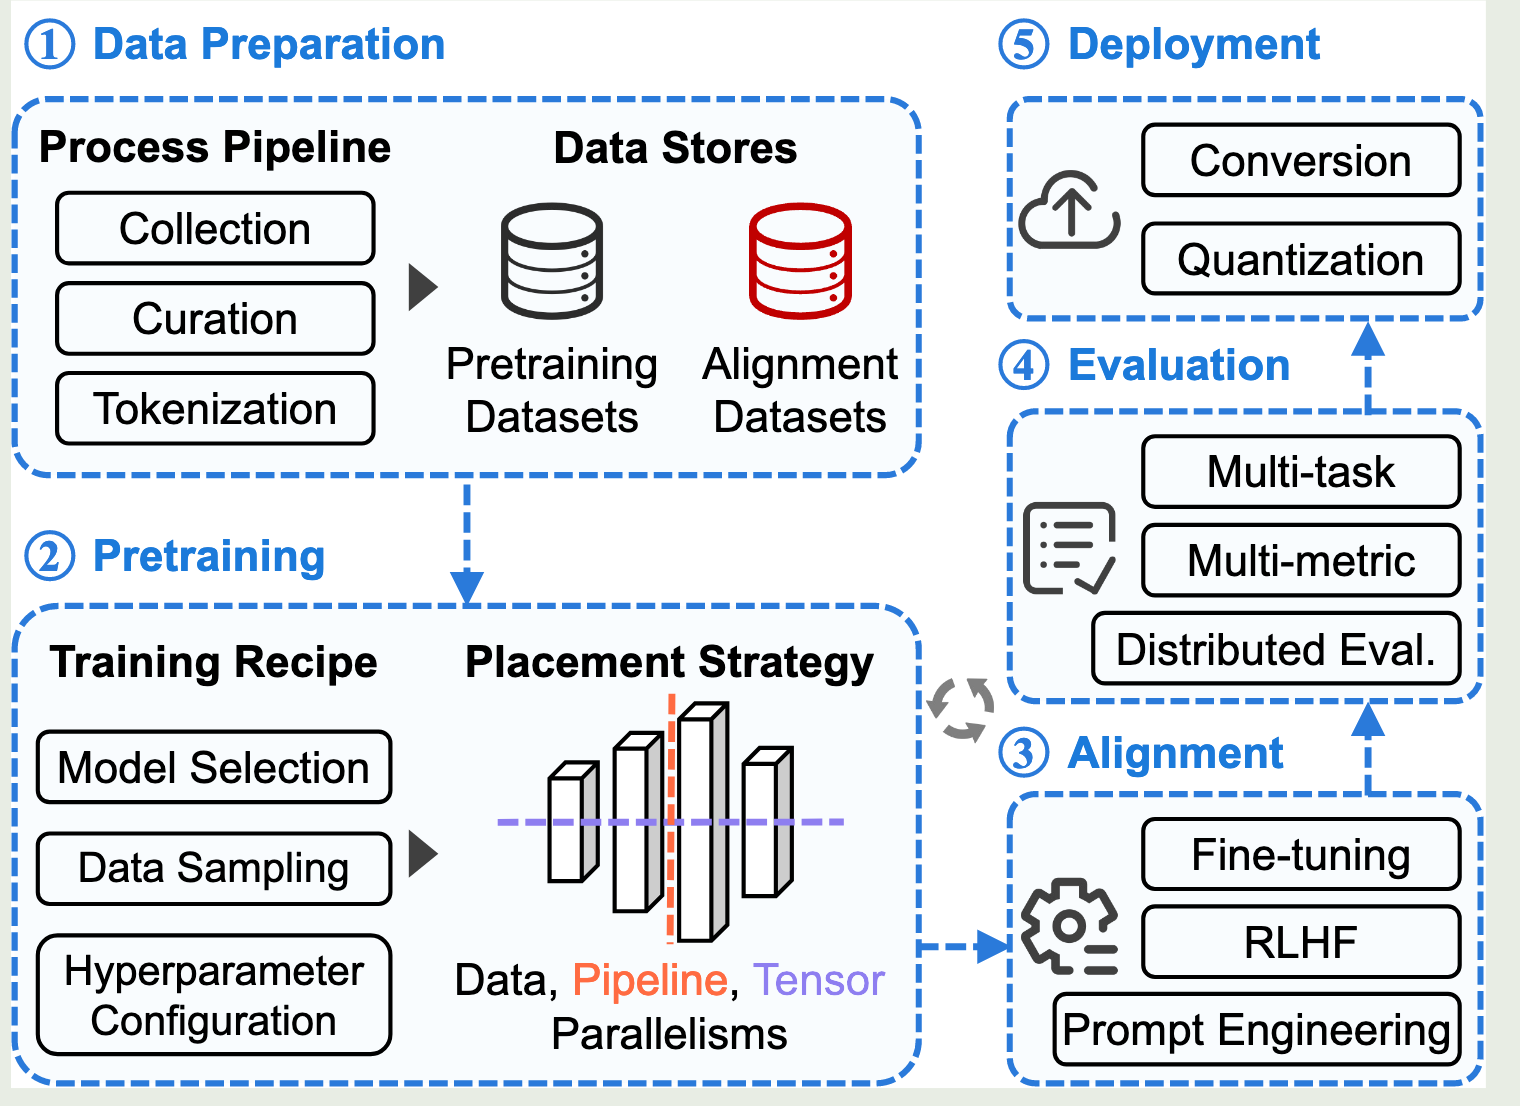 ① Data Preparation
Process Pipeline
Collection
Curation
Tokenization
Data Stores
Pretraining
Datasets
Alignment
Datasets
② Pretraining
Training Recipe
Model Selection
Data Sampling
Hyperparameter
Configuration
Placement Strategy
Data, Pipeline, Tensor
Parallelisms
③ Alignment
Fine-tuning
RLHF
Prompt Engineering
④ Evaluation
Multi-task
Multi-metric
Distributed Eval.
⑤ Deployment
Conversion
Quantization